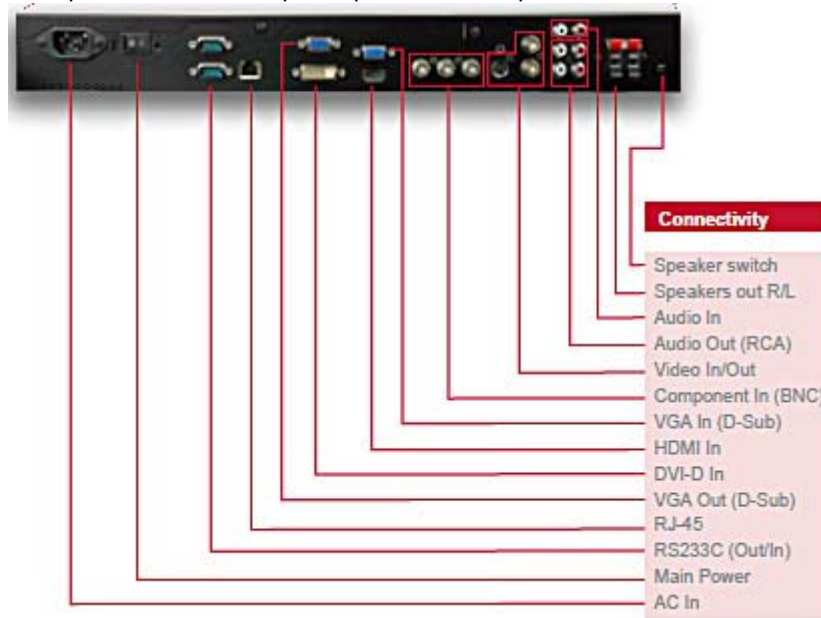 Connectivity
Speaker switch
Speakers out R/L
Audio In
Audio Out (RCA)
Video In/Out
Component In (BNC)
VGA In (D-Sub)
HDMI In
DVI-D In
VGA Out (D-Sub)
RJ-45
RS233C (Out/In)
Main Power
AC In